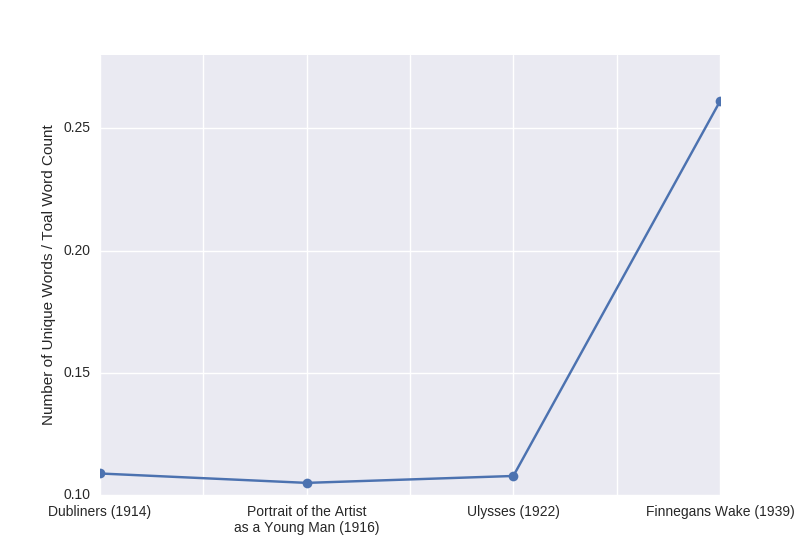 Number of Unique Words / Toal Word Count
0.25
0.20
0.15
0.10
Dubliners (1914)
Portrait of the Artist
as a Young Man (1916)
Ulysses (1922)
Finnegans Wake (1939)